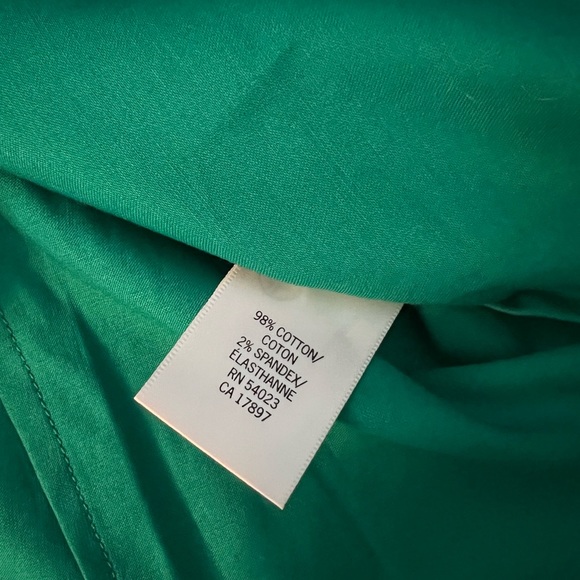 98% COTTON/
COTON
2% SPANDEX/
ELASTHANNE
RN 54023
CA 17897